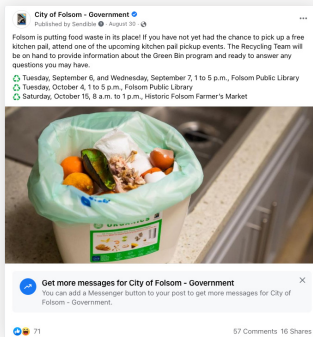 City of Folsom - Government
Published by Sendible · August 30 ·
Folsom is putting food waste in its place! If you have not yet had the chance to pick up a free
kitchen pail, attend one of the upcoming kitchen pail pickup events. The Recycling Team will
be on hand to provide information about the Green Bin program and ready to answer any
questions you may have.
♻ Tuesday, September 6, and Wednesday, September 7, 1 to 5 p.m., Folsom Public Library
♻ Tuesday, October 4, 1 to 5 p.m., Folsom Public Library
♻ Saturday, October 15, 8 a.m. to 1 p.m., Historic Folsom Farmer's Market
ORGANICS
Get more messages for City of Folsom - Government
You can add a Messenger button to your post to get more messages for City of
Folsom - Government.
71
57 Comments 16 Shares